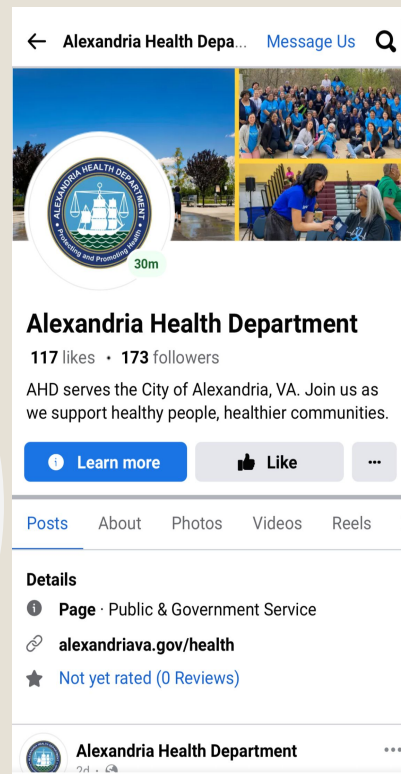 Alexandria Health Depa... Message Us
ALEXANDRIA HEALTH DEPARTMENT
Protecting and Promoting Health
30m
Alexandria Health Department
117 likes • 173 followers
AHD serves the City of Alexandria, VA. Join us as
we support healthy people, healthier communities.
Learn more
Like
Posts About Photos Videos Reels
Details
Page · Public & Government Service
alexandriava.gov/health
Not yet rated (0 Reviews)
Alexandria Health Department
2d ·